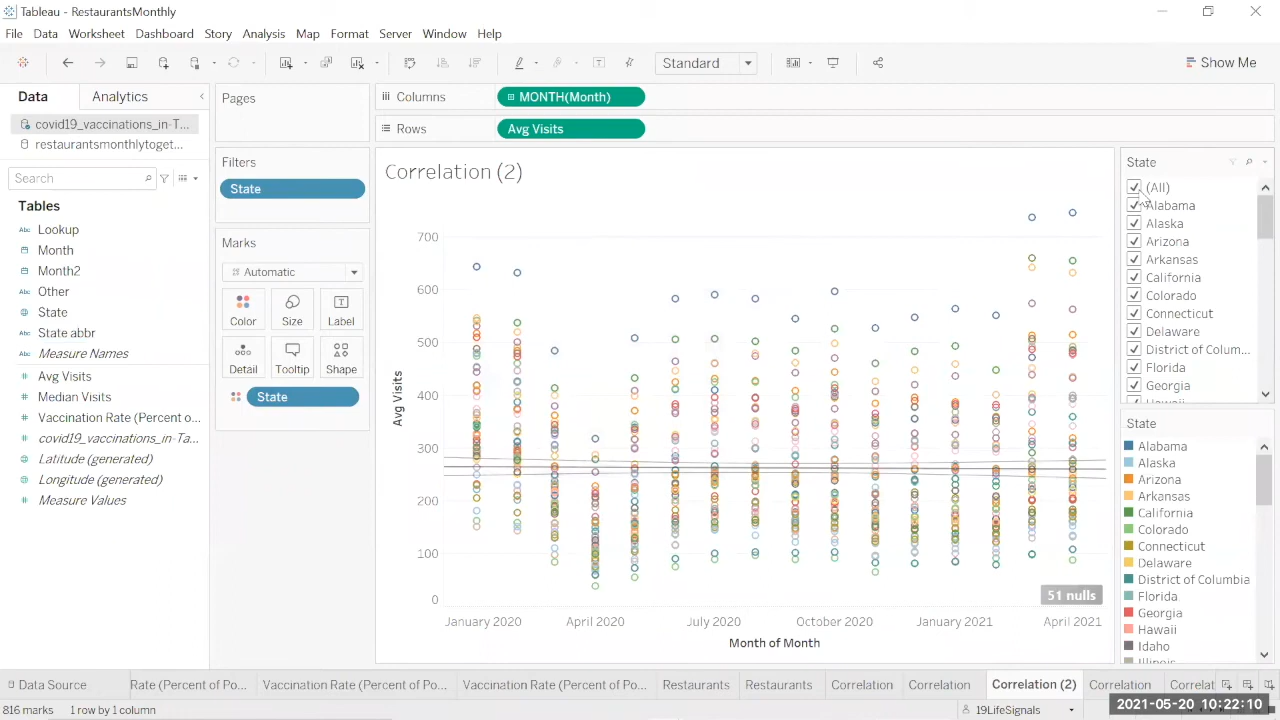 Tableau - RestaurantsMonthly
File Data Worksheet Dashboard Story Analysis Map Format Server Window Help
Standard
Show Me
Data Analytics
covid19_vaccinations_in-T...
restaurantsmonthlytoget...
Search
Tables
Abc Lookup
Month
Month2
Abc Other
State
Abc State abbr
Abc Measure Names
# Avg Visits
# Median Visits
# Vaccination Rate (Percent o...
# covid19_vaccinations_in-Ta...
Latitude (generated)
Longitude (generated)
# Measure Values
Pages
Filters
State
Marks
Automatic
Color Size Label
Detail Tooltip Shape
State
Columns MONTH(Month)
Rows Avg Visits
Correlation (2)
Avg Visits
700
600
500
400
300
200
100
0
51 nulls
January 2020 April 2020 July 2020 October 2020 January 2021 April 2021
Month of Month
State
(All)
Alabama
Alaska
Arizona
Arkansas
California
Colorado
Connecticut
Delaware
District of Colum...
Florida
Georgia
Hawaii
State
Alabama
Alaska
Arizona
Arkansas
California
Colorado
Connecticut
Delaware
District of Columbia
Florida
Georgia
Hawaii
Idaho
Illinois
Data Source Rate (Percent of Po... Vaccination Rate (Percent of Po... Vaccination Rate (Percent of Po... Restaurants Restaurants Correlation Correlation Correlation (2) Correlation Correlat
816 marks 1 row by 1 column
19LifeSignals
2021-05-20 10:22:10